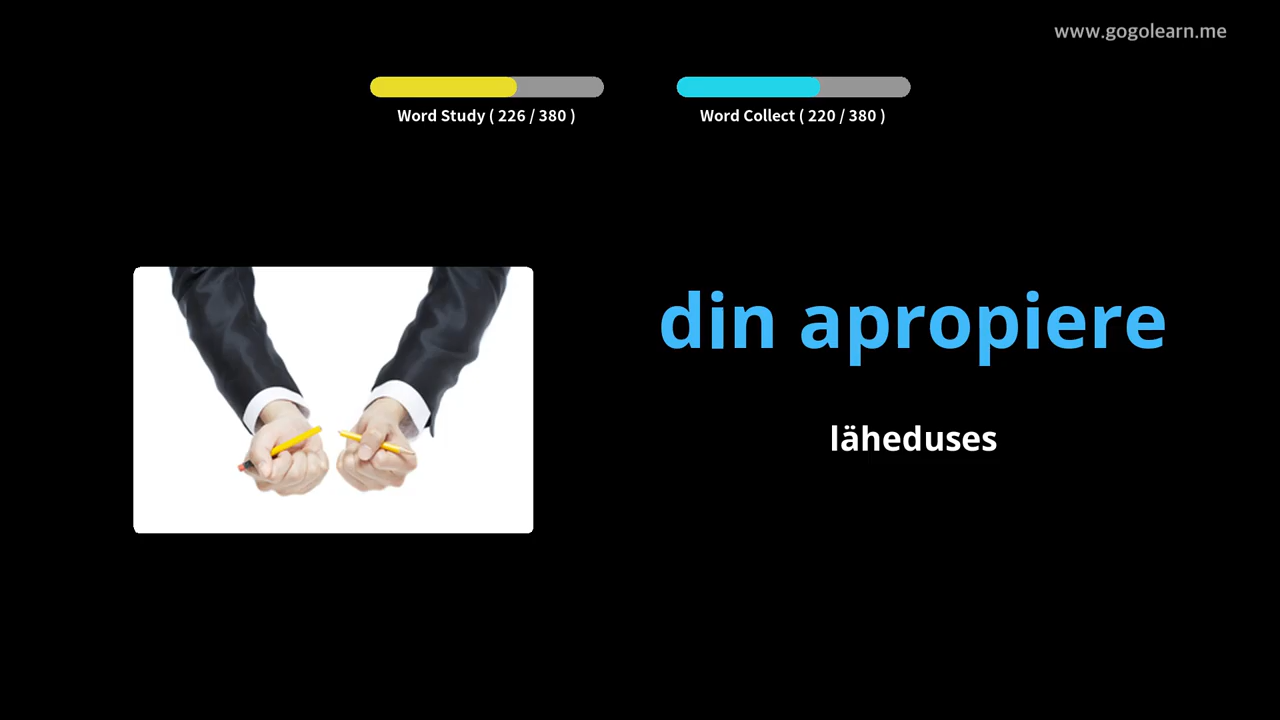 www.gogolearn.me
Word Study ( 226 / 380 )
Word Collect ( 220 / 380 )
din apropiere
läheduses